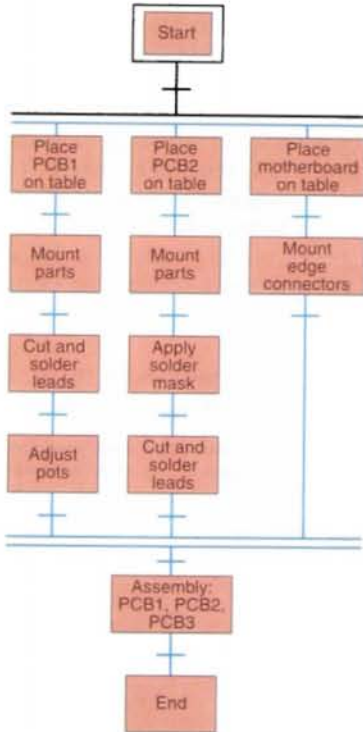 Start
Place
PCB1
on table
Place
PCB2
on table
Place
motherboard
on table
Mount
parts
Mount
parts
Mount
edge
connectors
Cut and
solder
leads
Apply
solder
mask
Adjust
pots
Cut and
solder
leads
Assembly:
PCB1, PCB2,
PCB3
End